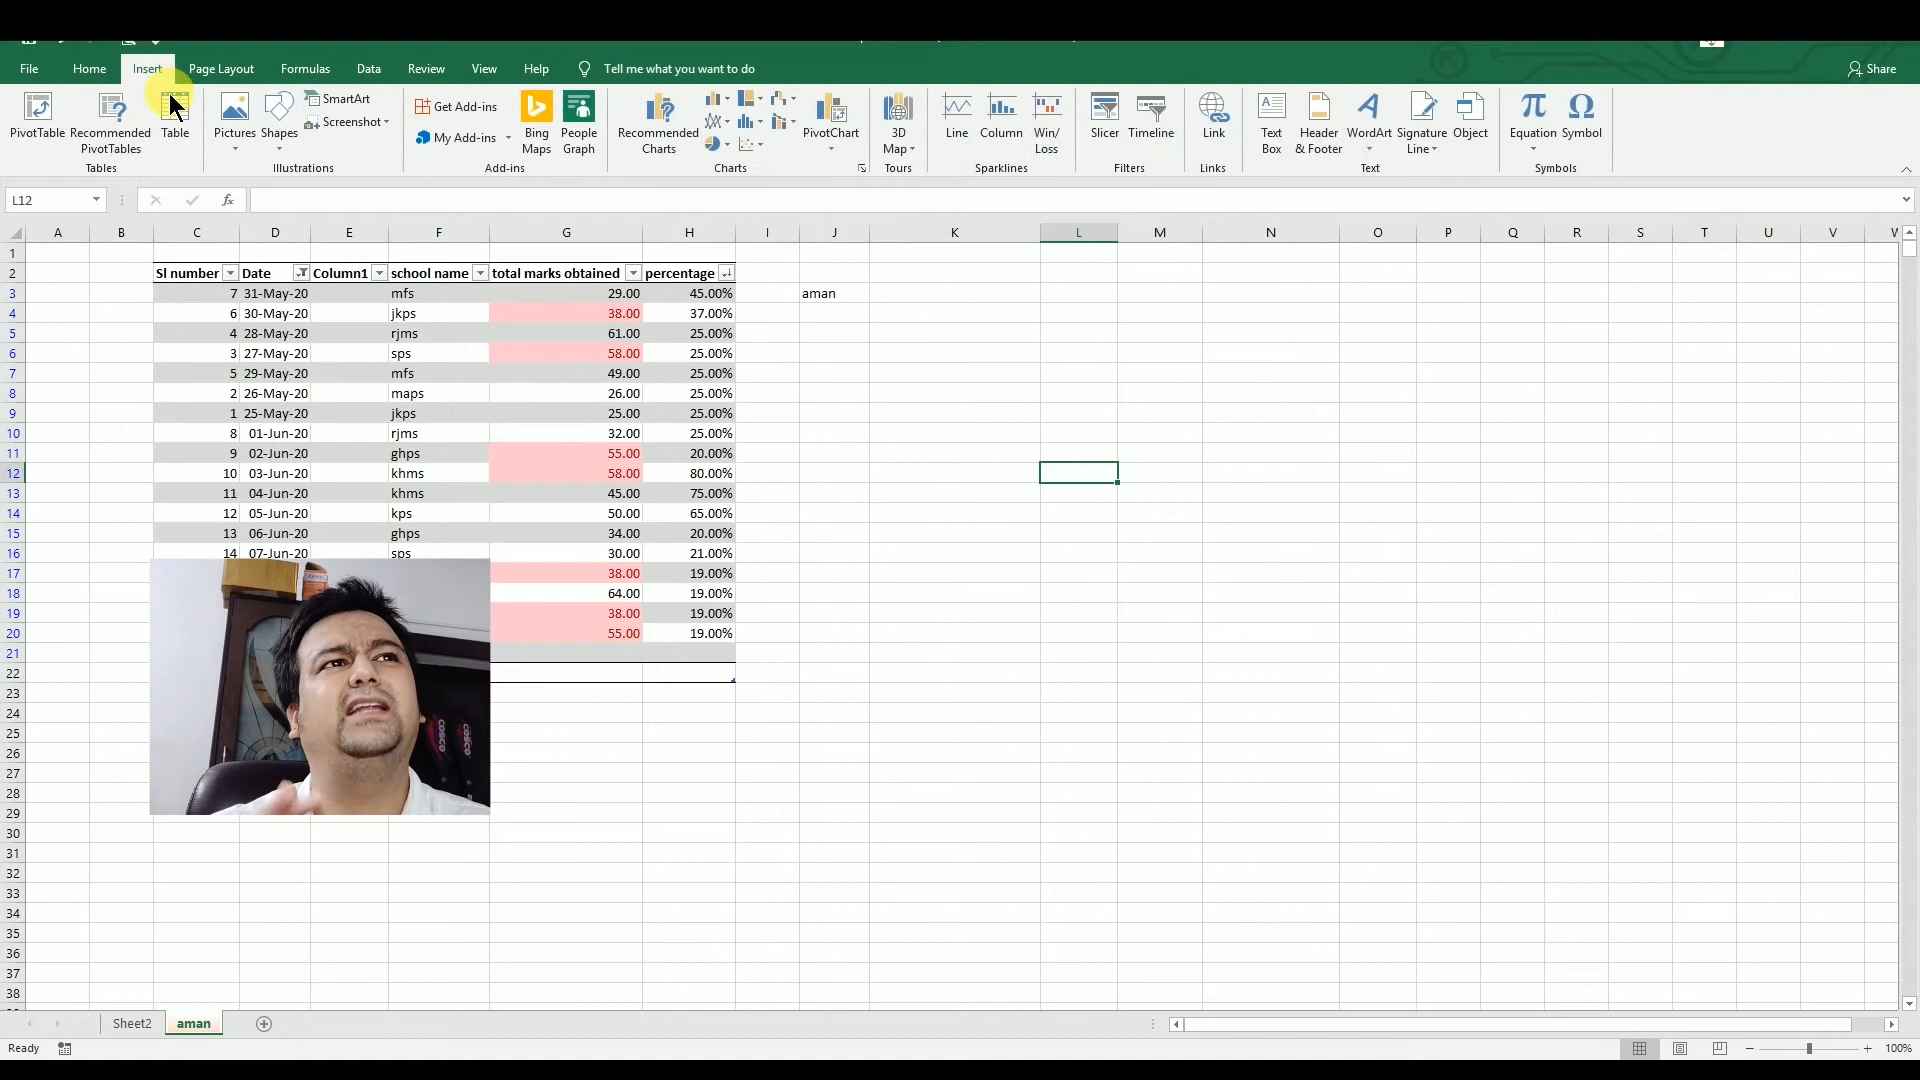 File Home Insert Page Layout Formulas Data Review View Help Tell me what you want to do Share
PivotTable Recommended PivotTables Table Pictures Shapes SmartArt Screenshot Get Add-ins My Add-ins Bing Maps People Graph Recommended Charts PivotChart 3D Map Line Column Win/Loss Slicer Timeline Link Text Box Header & Footer WordArt Signature Line Object Equation Symbol
Tables Illustrations Add-ins Charts Tours Sparklines Filters Links Text Symbols
L12 fx
A B C D E F G H I J K L M N O P Q R S T U V W
1
2 Sl number Date Column1 school name total marks obtained percentage
3 7 31-May-20 mfs 29.00 45.00% aman
4 6 30-May-20 jkps 38.00 37.00%
5 4 28-May-20 rjms 61.00 25.00%
6 3 27-May-20 sps 58.00 25.00%
7 5 29-May-20 mfs 49.00 25.00%
8 2 26-May-20 maps 26.00 25.00%
9 1 25-May-20 jkps 25.00 25.00%
10 8 01-Jun-20 rjms 32.00 25.00%
11 9 02-Jun-20 ghps 55.00 20.00%
12 10 03-Jun-20 khms 58.00 80.00%
13 11 04-Jun-20 khms 45.00 75.00%
14 12 05-Jun-20 kps 50.00 65.00%
15 13 06-Jun-20 ghps 34.00 20.00%
16 14 07-Jun-20 sps 30.00 21.00%
17 38.00 19.00%
18 64.00 19.00%
19 38.00 19.00%
20 55.00 19.00%
21
22
23
24
25
26
27
28
29
30
31
32
33
34
35
36
37
38
COSCO COSCO
Sheet2 aman
Ready 100%